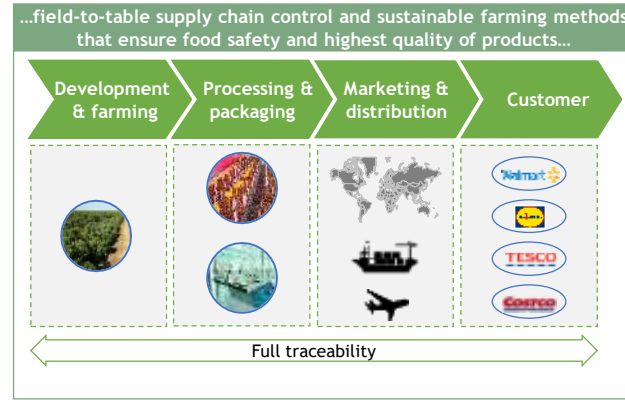 ...field-to-table supply chain control and sustainable farming methods
that ensure food safety and highest quality of products...
Development
& farming
Processing &
packaging
Marketing &
distribution
Customer
Walmart
LIDL
TESCO
Costco
Full traceability